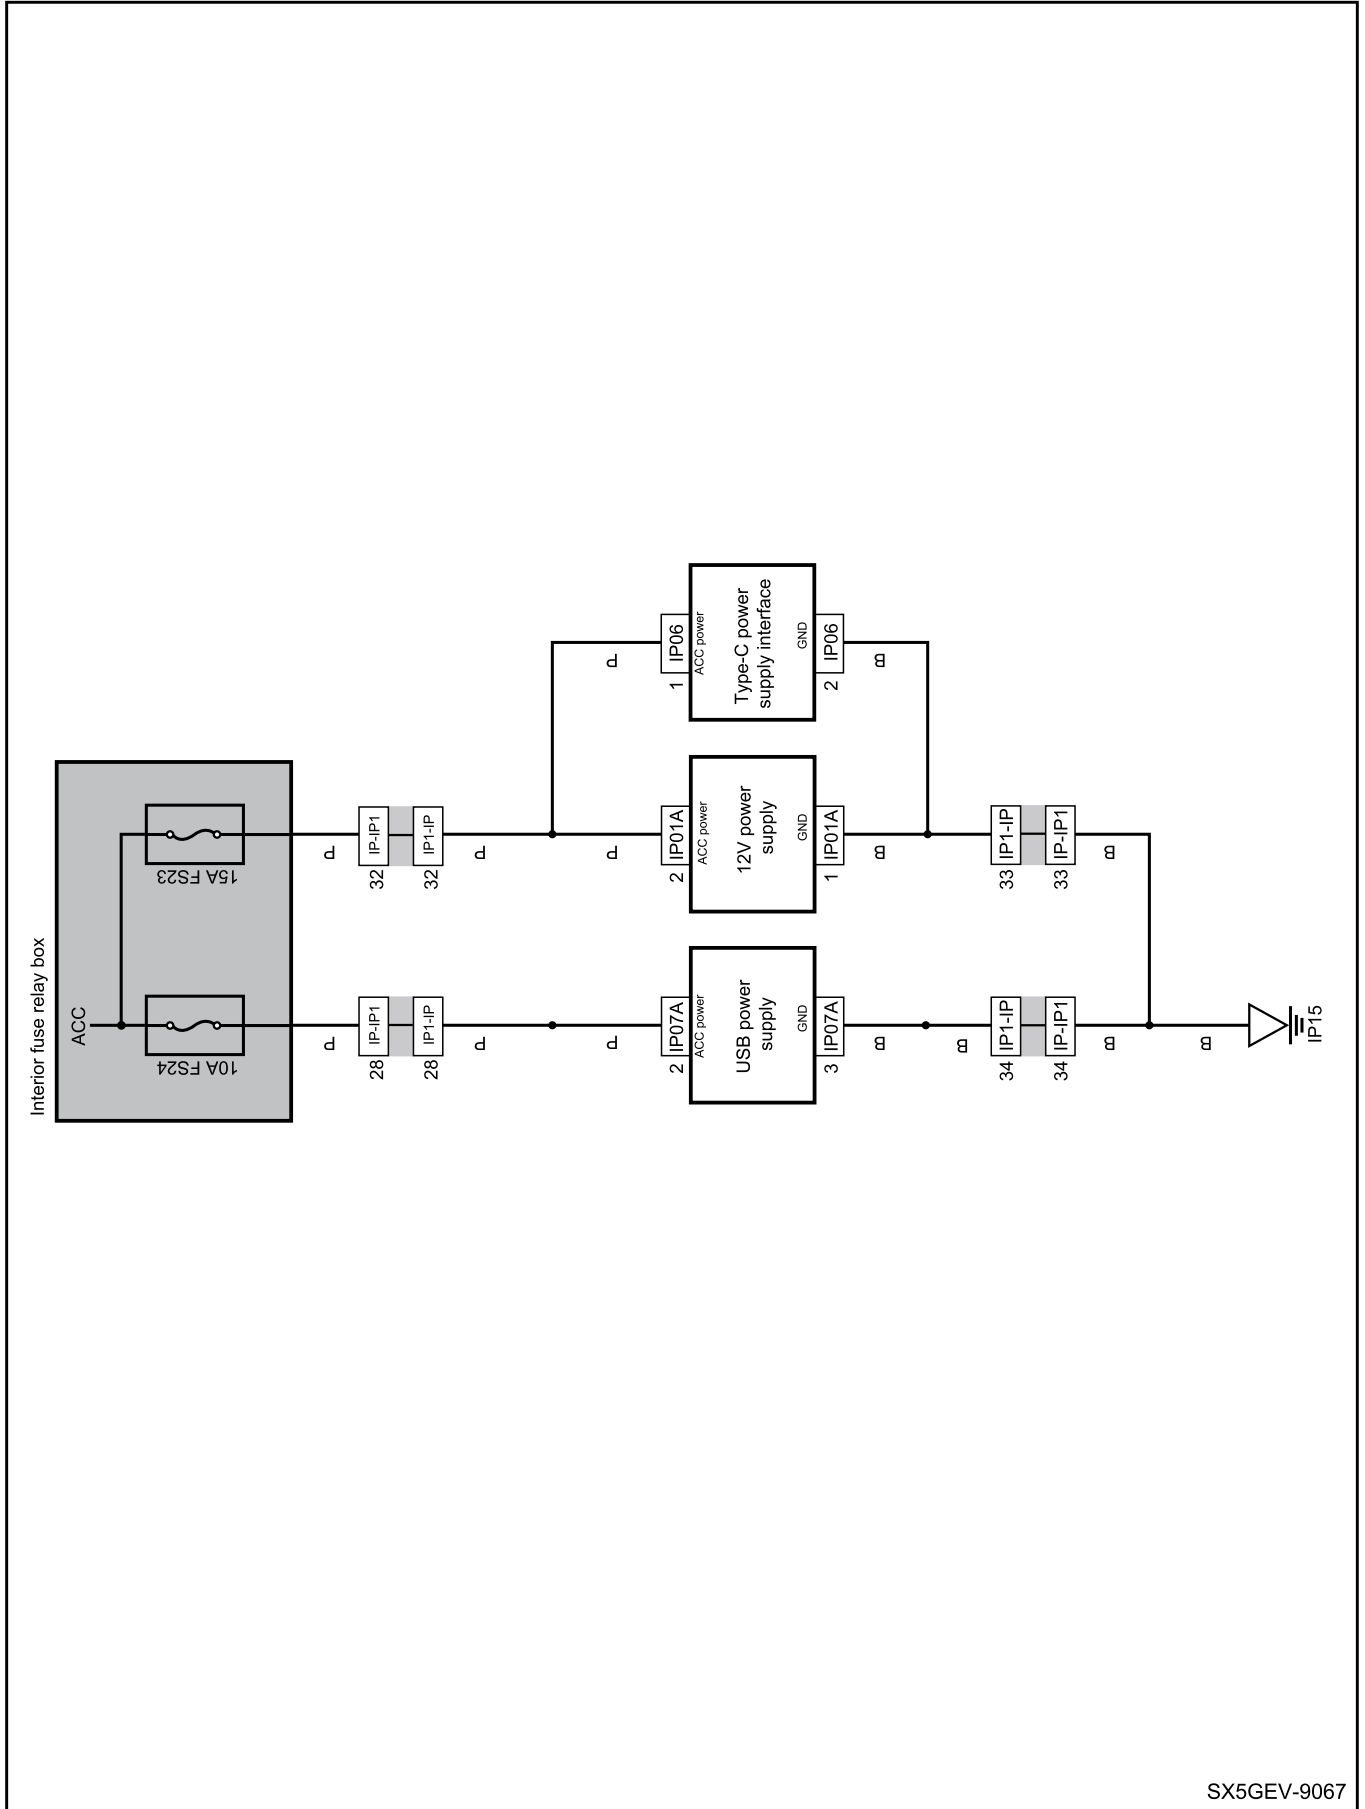 Interior fuse relay box
ACC
10A FS24
15A FS23
P
P
28
IP-IP1
32
IP-IP1
28
IP1-IP
32
IP1-IP
P
P
P
P
P
2
IP07A
2
IP01A
1
IP06
ACC power
ACC power
ACC power
USB power
supply
12V power
supply
Type-C power
supply interface
GND
GND
GND
3
IP07A
1
IP01A
2
IP06
B
B
B
B
34
IP1-IP
33
IP1-IP
34
IP-IP1
33
IP-IP1
B
B
B
IP15
SX5GEV-9067